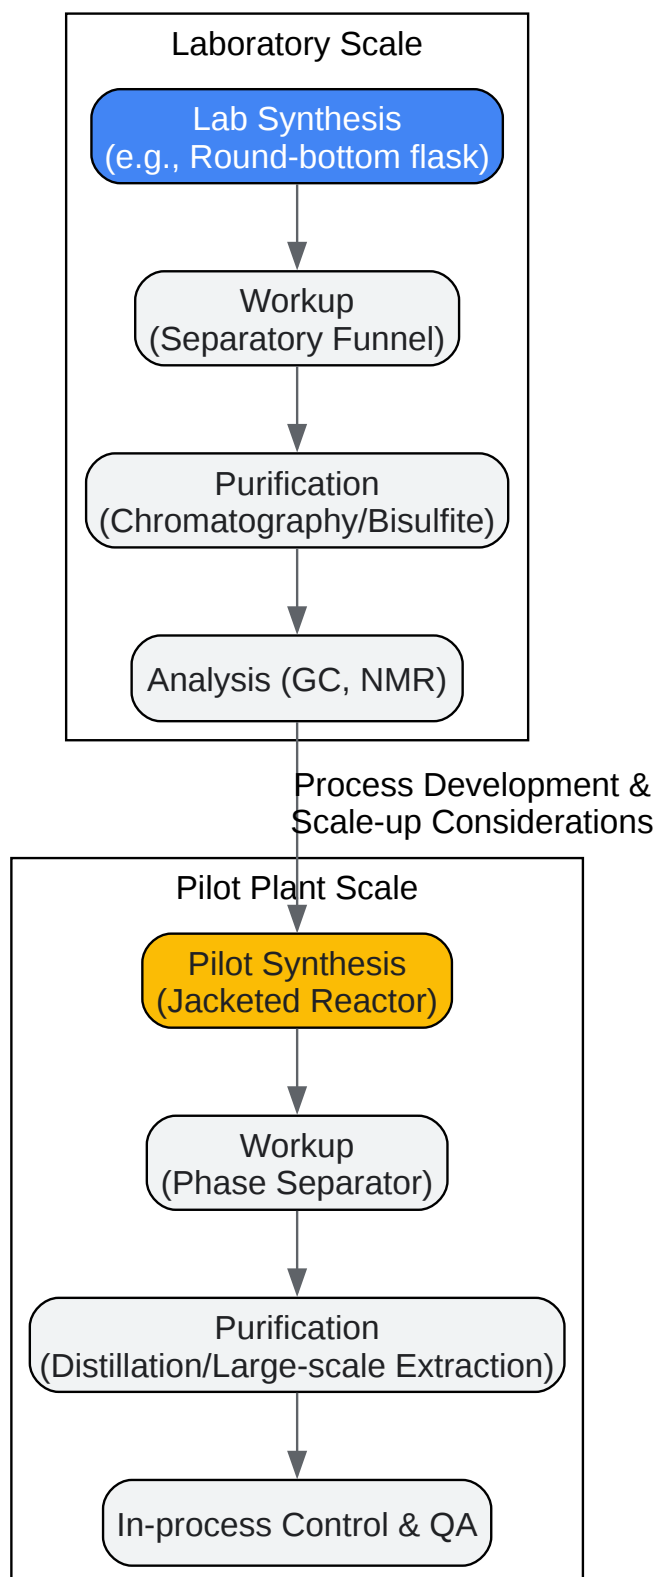 Laboratory Scale
Lab Synthesis
(e.g., Round-bottom flask)
Workup
(Separatory Funnel)
Purification
(Chromatography/Bisulfite)
Analysis (GC, NMR)
Process Development &
Scale-up Considerations
Pilot Plant Scale
Pilot Synthesis
(Jacketed Reactor)
Workup
(Phase Separator)
Purification
(Distillation/Large-scale Extraction)
In-process Control & QA